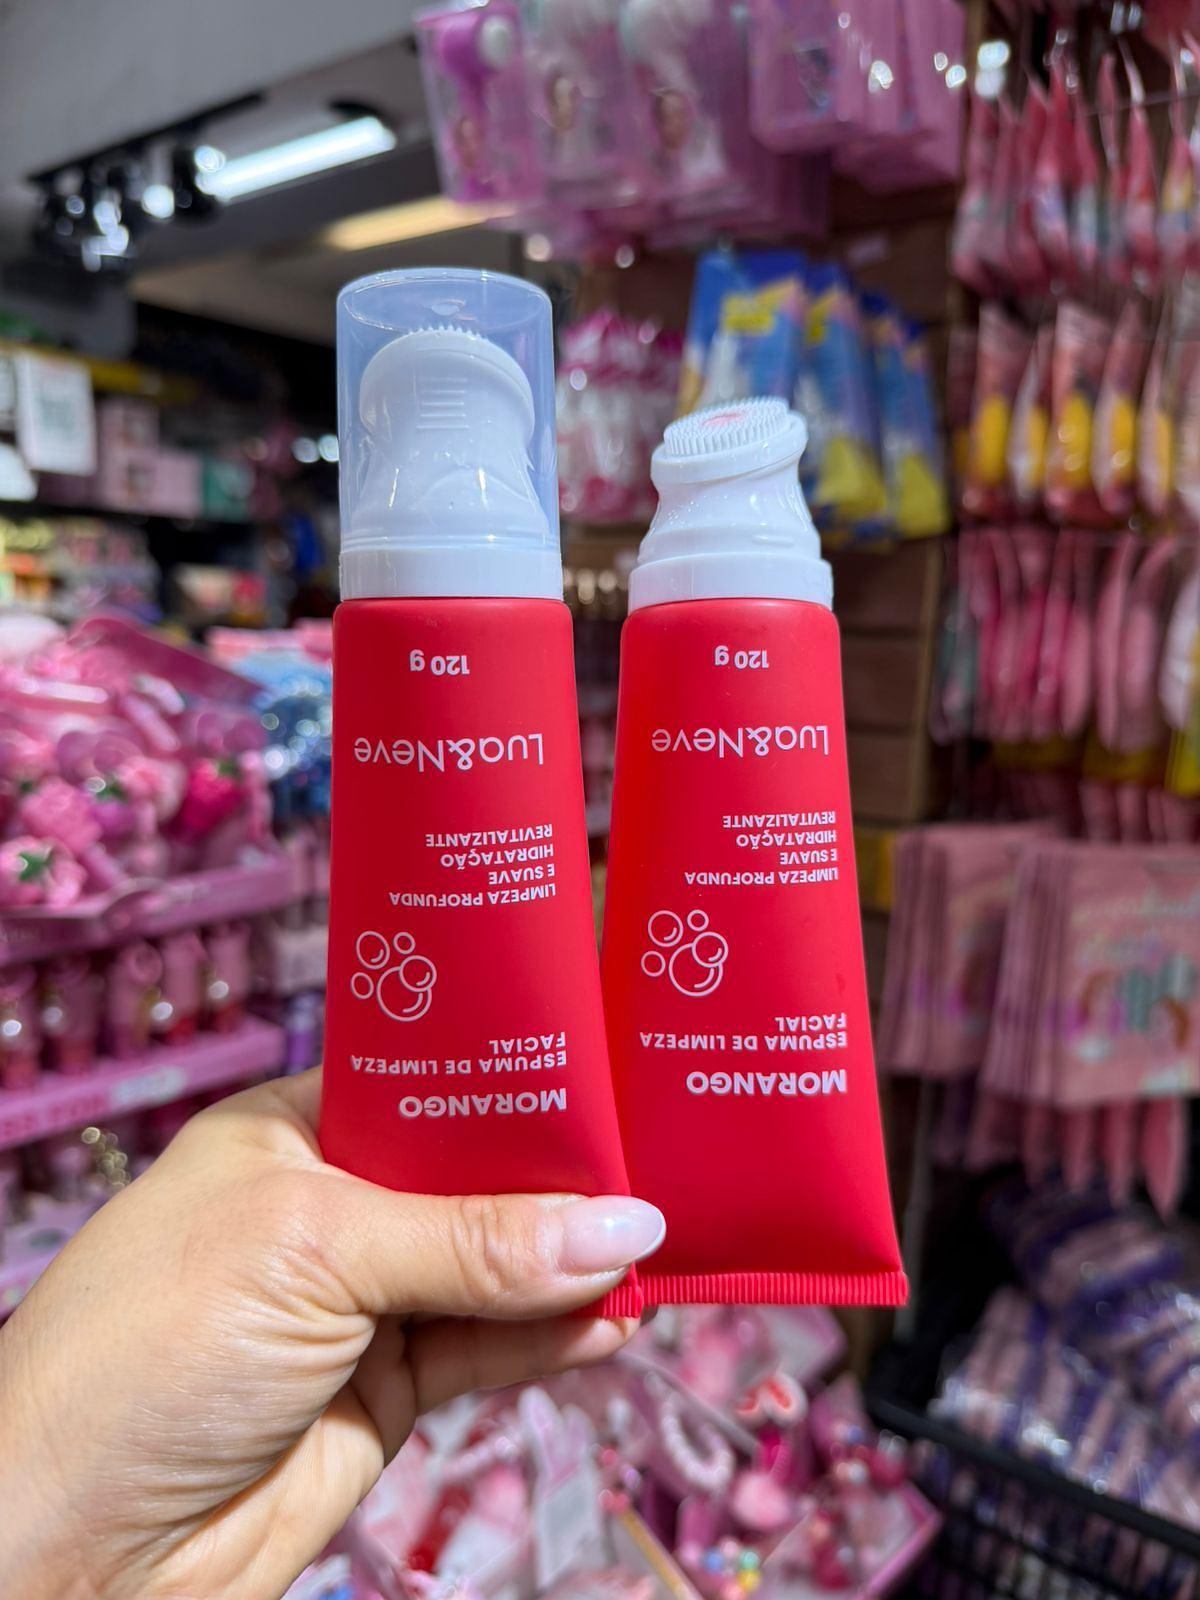 MORANGO
ESPUMA DE LIMPEZA
FACIAL
LIMPEZA PROFUNDA
E SUAVE
HIDRATAÇÃO
REVITALIZANTE
Lua&Neve
120 g
MORANGO
ESPUMA DE LIMPEZA
FACIAL
LIMPEZA PROFUNDA
E SUAVE
HIDRATAÇÃO
REVITALIZANTE
Lua&Neve
120 g